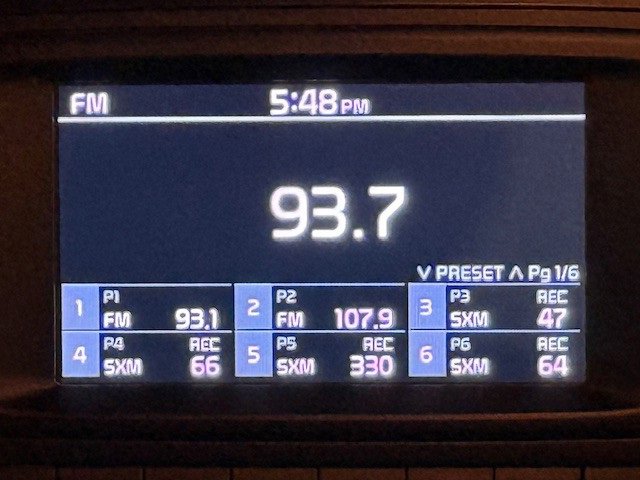 FM 5:48 PM
93.7
∨ PRESET ∧ Pg 1/6
1 P1 2 P2 3 P3 REC
FM 93.1 FM 107.9 SXM 47
4 P4 REC 5 P5 REC 6 P6 REC
SXM 66 SXM 330 SXM 64